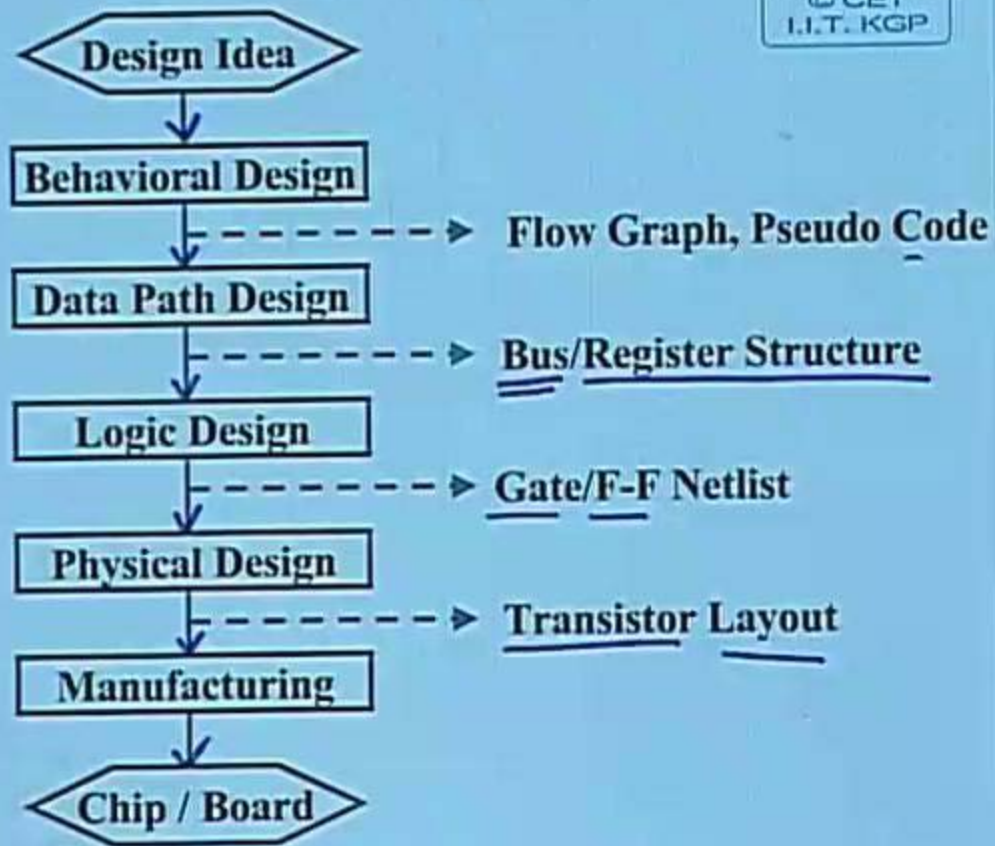 © CET
I.I.T. KGP
Design Idea
Behavioral Design
Flow Graph, Pseudo Code
Data Path Design
Bus/Register Structure
Logic Design
Gate/F-F Netlist
Physical Design
Transistor Layout
Manufacturing
Chip / Board